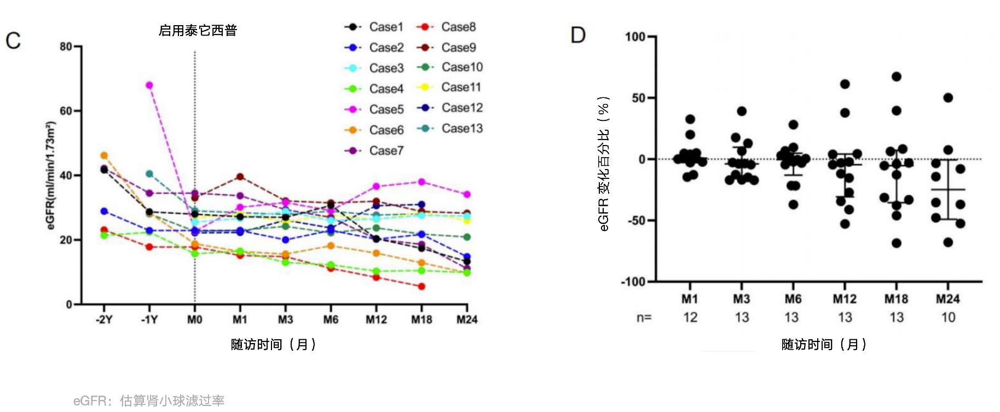 C
启用泰它西普
Case1
Case2
Case3
Case4
Case5
Case6
Case7
Case8
Case9
Case10
Case11
Case12
Case13
eGFR(ml/min/1.73m²)
80
60
40
20
0
-2Y -1Y M0 M1 M3 M6 M12 M18 M24
随访时间（月）
D
eGFR 变化百分比（%）
100
50
0
-50
-100
M1 M3 M6 M12 M18 M24
n= 12 13 13 13 13 10
随访时间（月）
eGFR：估算肾小球滤过率